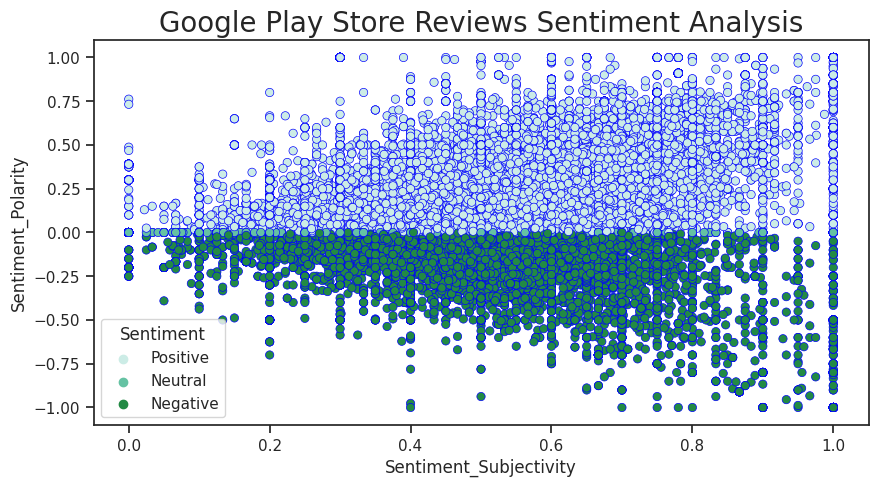 Google Play Store Reviews Sentiment Analysis
1.00
0.75
0.50
0.25
0.00
−0.25
−0.50
−0.75
−1.00
Sentiment_Polarity
Sentiment
Positive
Neutral
Negative
0.0 0.2 0.4 0.6 0.8 1.0
Sentiment_Subjectivity